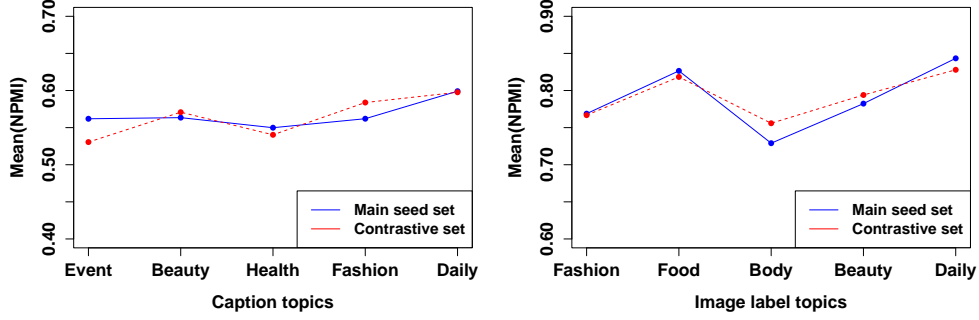 Mean(NPMI)
0.70
0.60
0.50
0.40
Main seed set
Contrastive set
Event Beauty Health Fashion Daily
Caption topics
Mean(NPMI)
0.90
0.80
0.70
0.60
Main seed set
Contrastive set
Fashion Food Body Beauty Daily
Image label topics